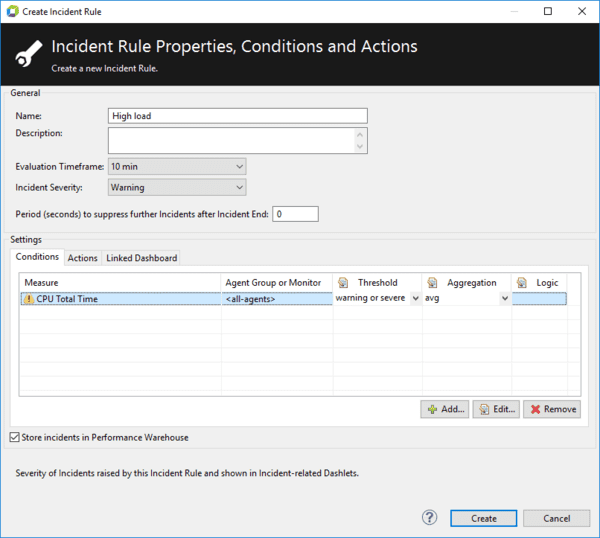 Create Incident Rule
Incident Rule Properties, Conditions and Actions
Create a new Incident Rule.
General
Name: High load
Description:
Evaluation Timeframe: 10 min
Incident Severity: Warning
Period (seconds) to suppress further Incidents after Incident End: 0
Settings
Conditions Actions Linked Dashboard
Measure Agent Group or Monitor Threshold Aggregation Logic
CPU Total Time <all-agents> warning or severe avg
Add... Edit... Remove
Store incidents in Performance Warehouse
Severity of Incidents raised by this Incident Rule and shown in Incident-related Dashlets.
? Create Cancel